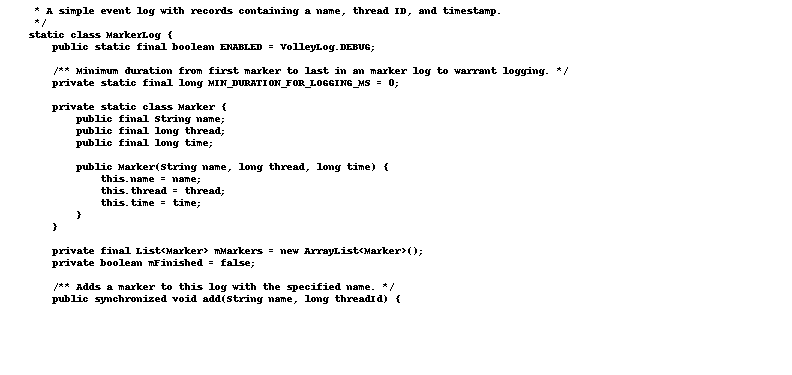 * A simple event log with records containing a name, thread ID, and timestamp.
*/
static class MarkerLog {
public static final boolean ENABLED = VolleyLog.DEBUG;
/** Minimum duration from first marker to last in an marker log to warrant logging. */
private static final long MIN_DURATION_FOR_LOGGING_MS = 0;
private static class Marker {
public final String name;
public final long thread;
public final long time;
public Marker(String name, long thread, long time) {
this.name = name;
this.thread = thread;
this.time = time;
}
}
private final List<Marker> mMarkers = new ArrayList<Marker>();
private boolean mFinished = false;
/** Adds a marker to this log with the specified name. */
public synchronized void add(String name, long threadId) {